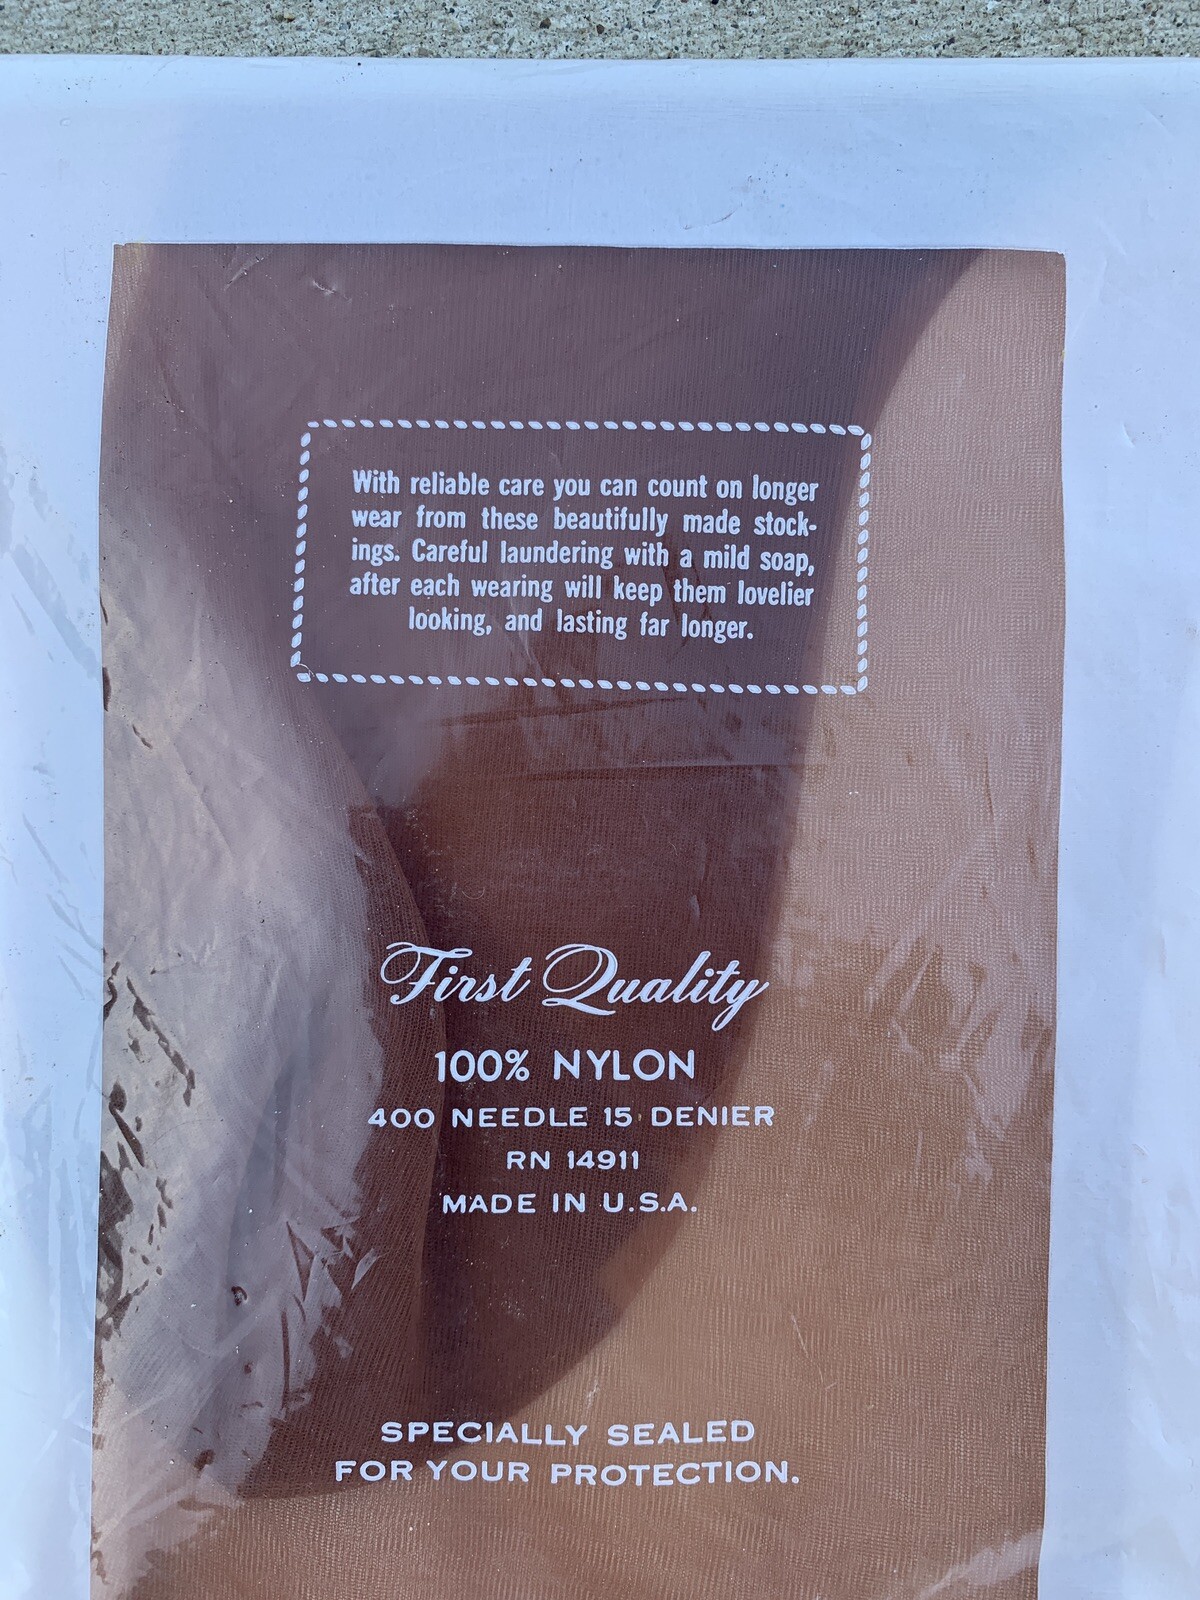 With reliable care you can count on longer
wear from these beautifully made stock-
ings. Careful laundering with a mild soap,
after each wearing will keep them lovelier
looking, and lasting far longer.
First Quality
100% NYLON
400 NEEDLE 15 DENIER
RN 14911
MADE IN U.S.A.
SPECIALLY SEALED
FOR YOUR PROTECTION.